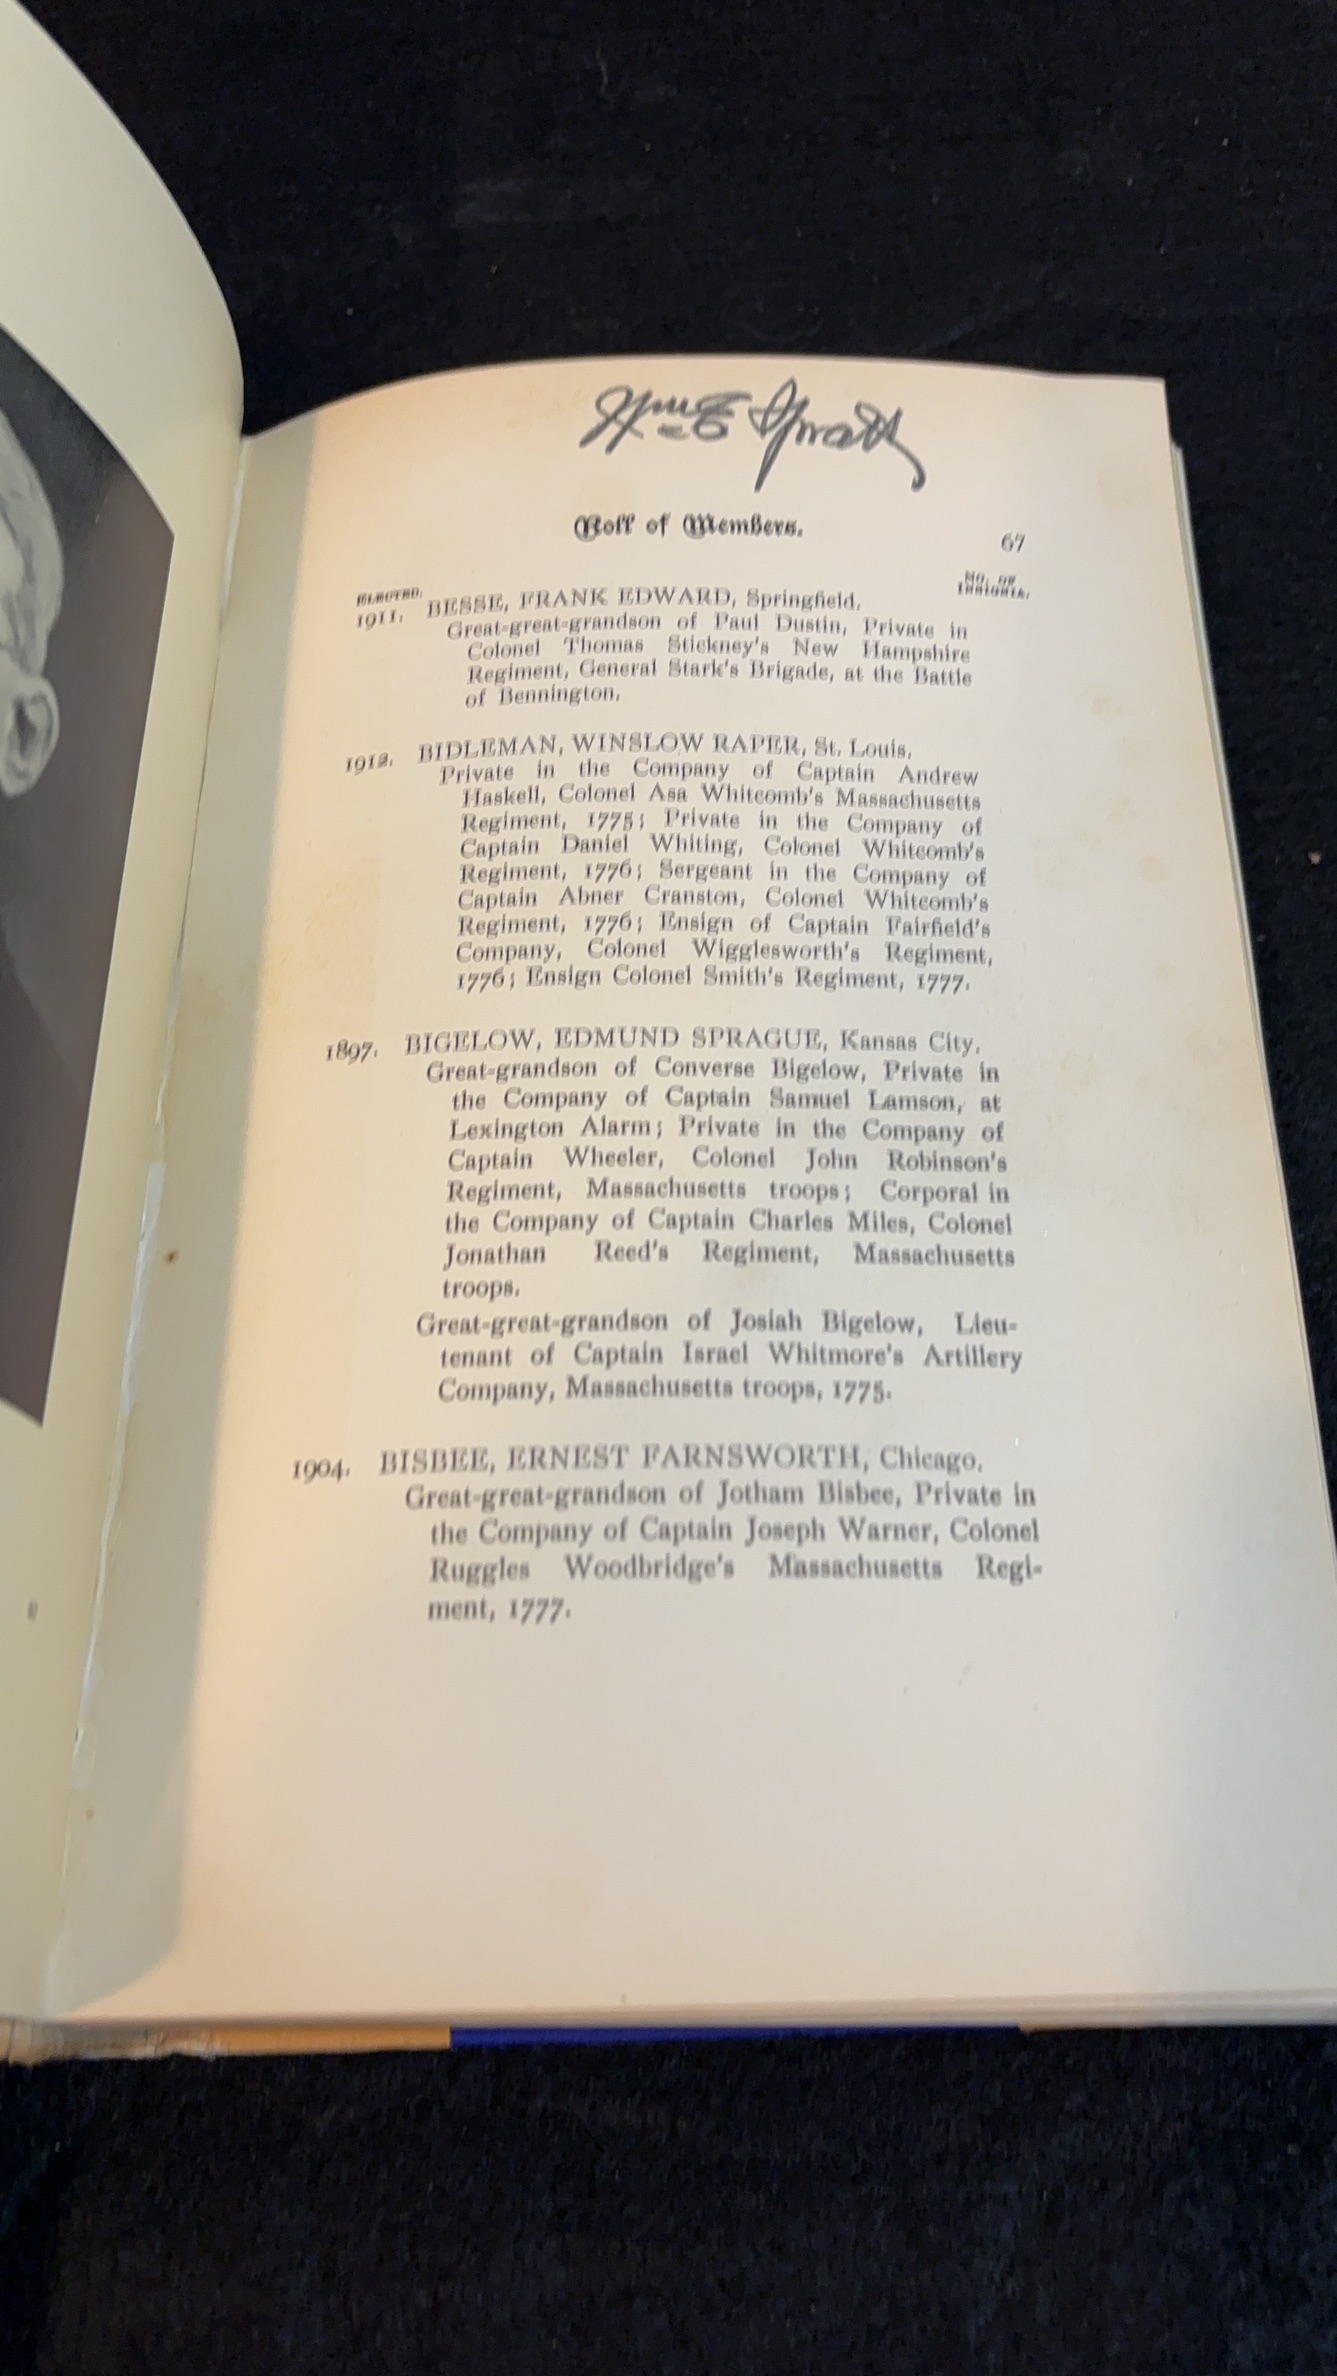 Wm E Spratt
Roll of Members.
67
ELECTED.
NO. OF
INSIGNIA.
1911. BESSE, FRANK EDWARD, Springfield.
Great-great-grandson of Paul Dustin, Private in
Colonel Thomas Stickney's New Hampshire
Regiment, General Stark's Brigade, at the Battle
of Bennington.
1912. BIDLEMAN, WINSLOW RAPER, St. Louis.
Private in the Company of Captain Andrew
Haskell, Colonel Asa Whitcomb's Massachusetts
Regiment, 1775; Private in the Company of
Captain Daniel Whiting, Colonel Whitcomb's
Regiment, 1776; Sergeant in the Company of
Captain Abner Cranston, Colonel Whitcomb's
Regiment, 1776; Ensign of Captain Fairfield's
Company, Colonel Wigglesworth's Regiment,
1776; Ensign Colonel Smith's Regiment, 1777.
1897. BIGELOW, EDMUND SPRAGUE, Kansas City.
Great-grandson of Converse Bigelow, Private in
the Company of Captain Samuel Lamson, at
Lexington Alarm; Private in the Company of
Captain Wheeler, Colonel John Robinson's
Regiment, Massachusetts troops; Corporal in
the Company of Captain Charles Miles, Colonel
Jonathan Reed's Regiment, Massachusetts
troops.
Great-great-grandson of Josiah Bigelow, Lieu-
tenant of Captain Israel Whitmore's Artillery
Company, Massachusetts troops, 1775.
1904. BISBEE, ERNEST FARNSWORTH, Chicago.
Great-great-grandson of Jotham Bisbee, Private in
the Company of Captain Joseph Warner, Colonel
Ruggles Woodbridge's Massachusetts Regi-
ment, 1777.